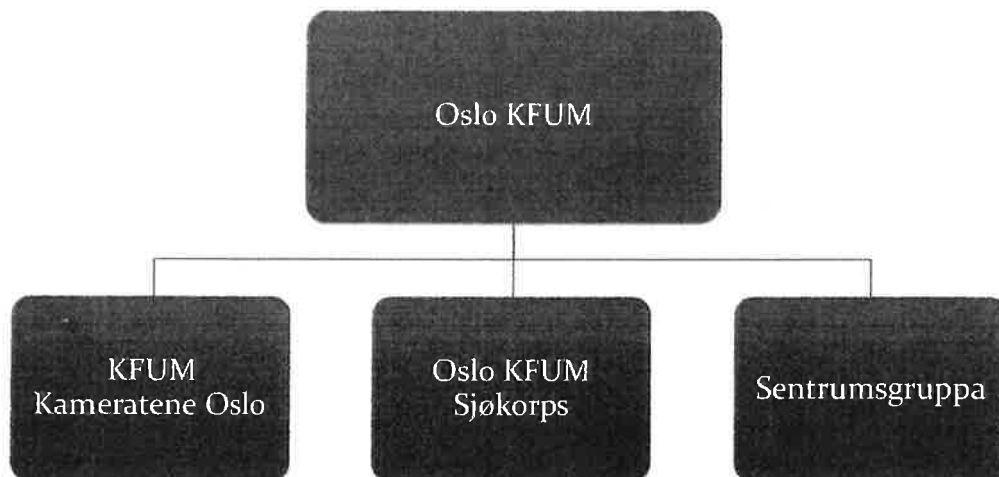 Oslo KFUM
KFUM
Kameratene Oslo
Oslo KFUM
Sjøkorps
Sentrumsgruppa